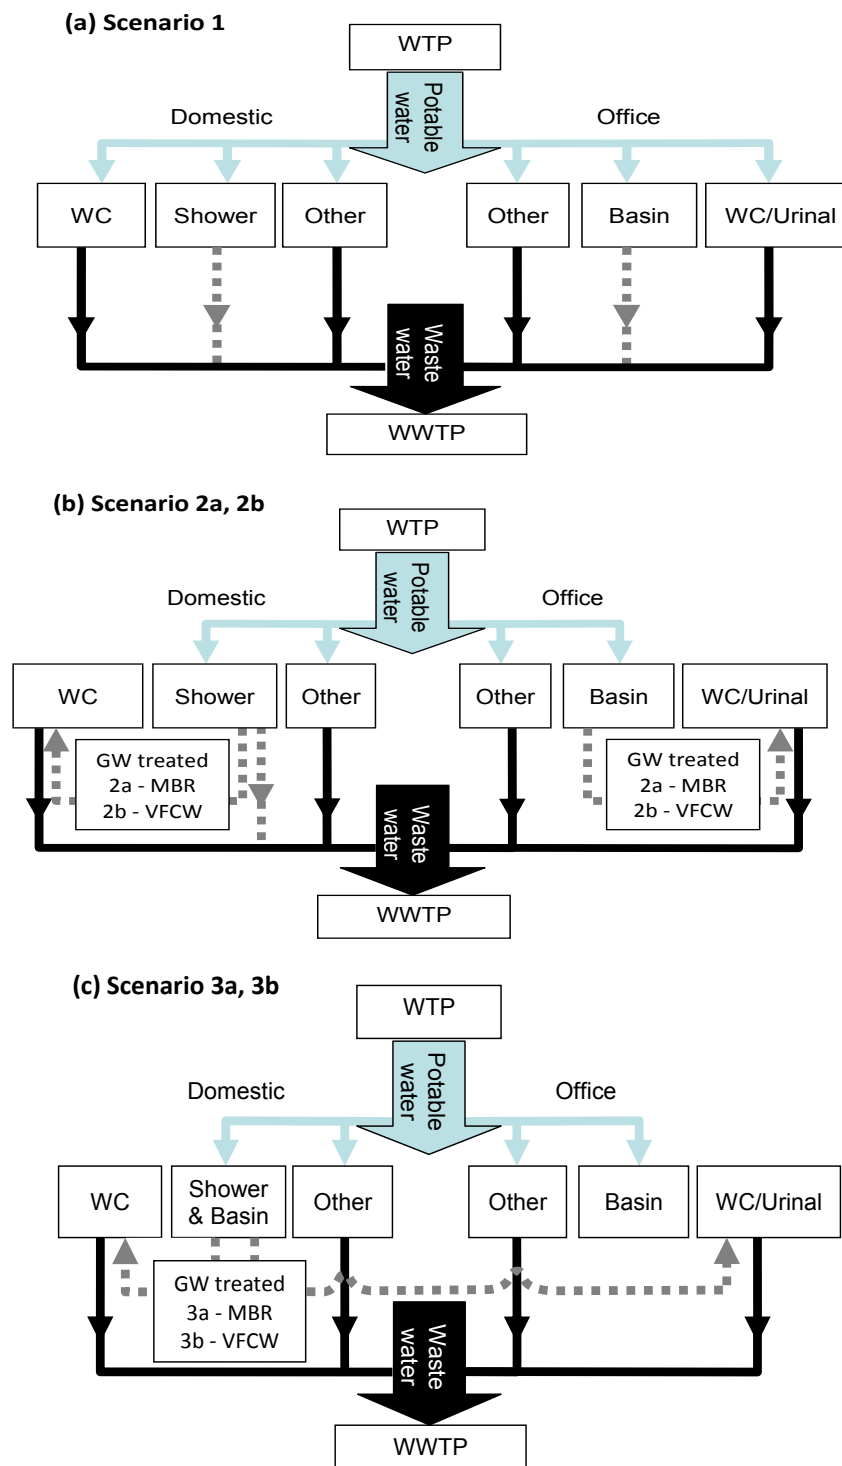 (a) Scenario 1
WTP
Potable
water
Domestic
Office
WC
Shower
Other
Other
Basin
WC/Urinal
Waste
water
WWTP
(b) Scenario 2a, 2b
WTP
Potable
water
Domestic
Office
WC
Shower
Other
Other
Basin
WC/Urinal
GW treated
2a - MBR
2b - VFCW
GW treated
2a - MBR
2b - VFCW
Waste
water
WWTP
(c) Scenario 3a, 3b
WTP
Potable
water
Domestic
Office
WC
Shower
& Basin
Other
Other
Basin
WC/Urinal
GW treated
3a - MBR
3b - VFCW
Waste
water
WWTP